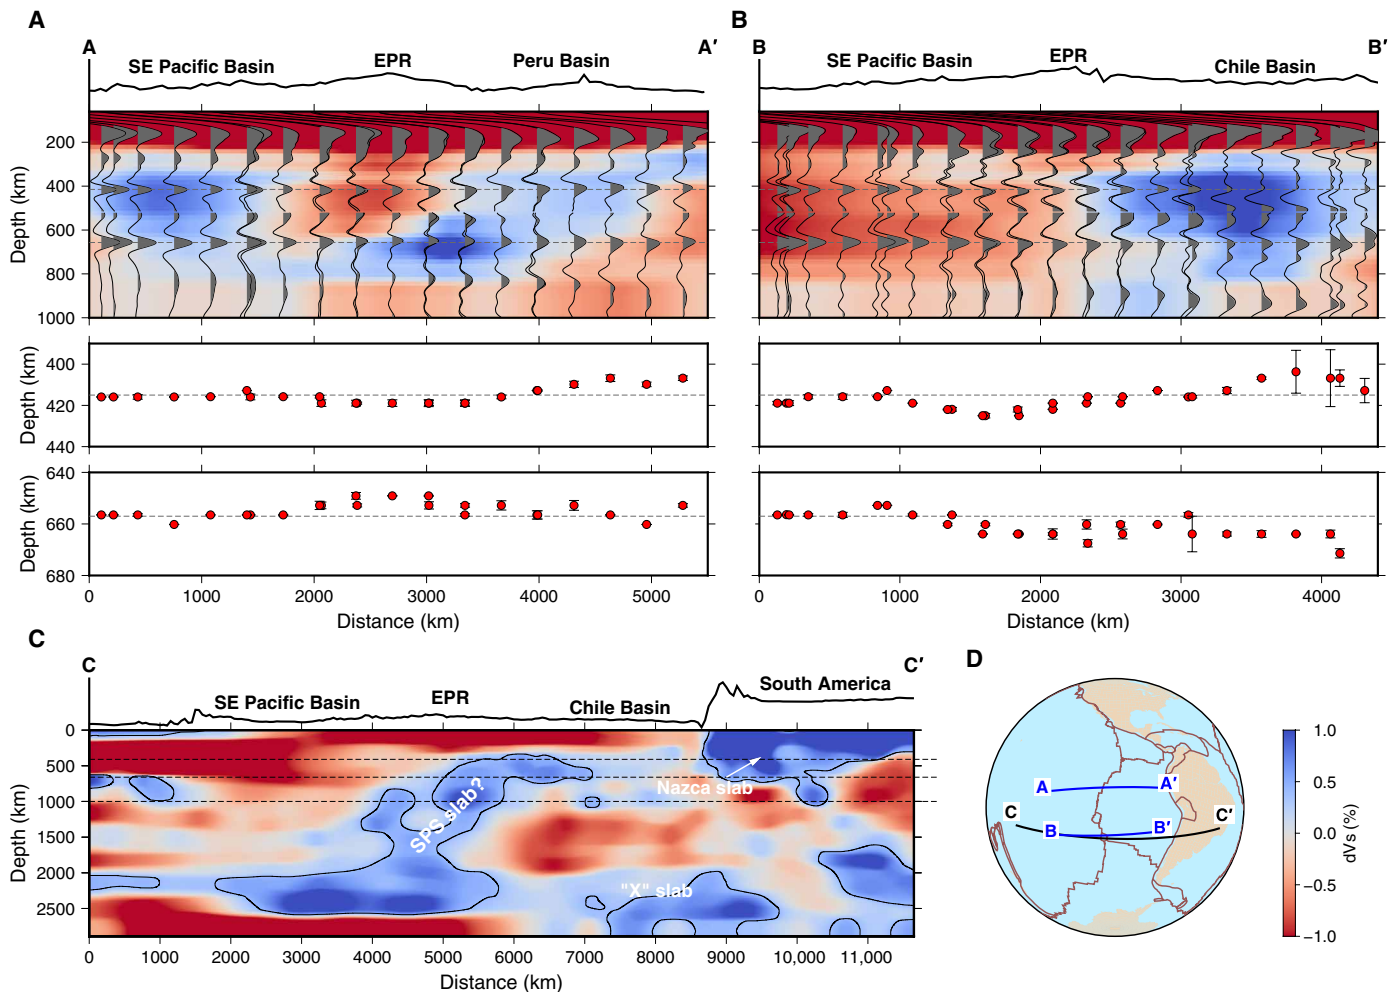 A
A A′
SE Pacific Basin EPR Peru Basin
Depth (km)
200
400
600
800
1000
Depth (km)
400
420
440
Depth (km)
640
660
680
0 1000 2000 3000 4000 5000
Distance (km)
B
B B′
SE Pacific Basin EPR Chile Basin
0 1000 2000 3000 4000
Distance (km)
C
C C′
SE Pacific Basin EPR Chile Basin South America
Depth (km)
0
500
1000
1500
2000
2500
SPS slab?
Nazca slab
"X" slab
0 1000 2000 3000 4000 5000 6000 7000 8000 9000 10,000 11,000
Distance (km)
D
A A′
C C′
B B′
1.0
0.5
0.0
−0.5
−1.0
dVs (%)